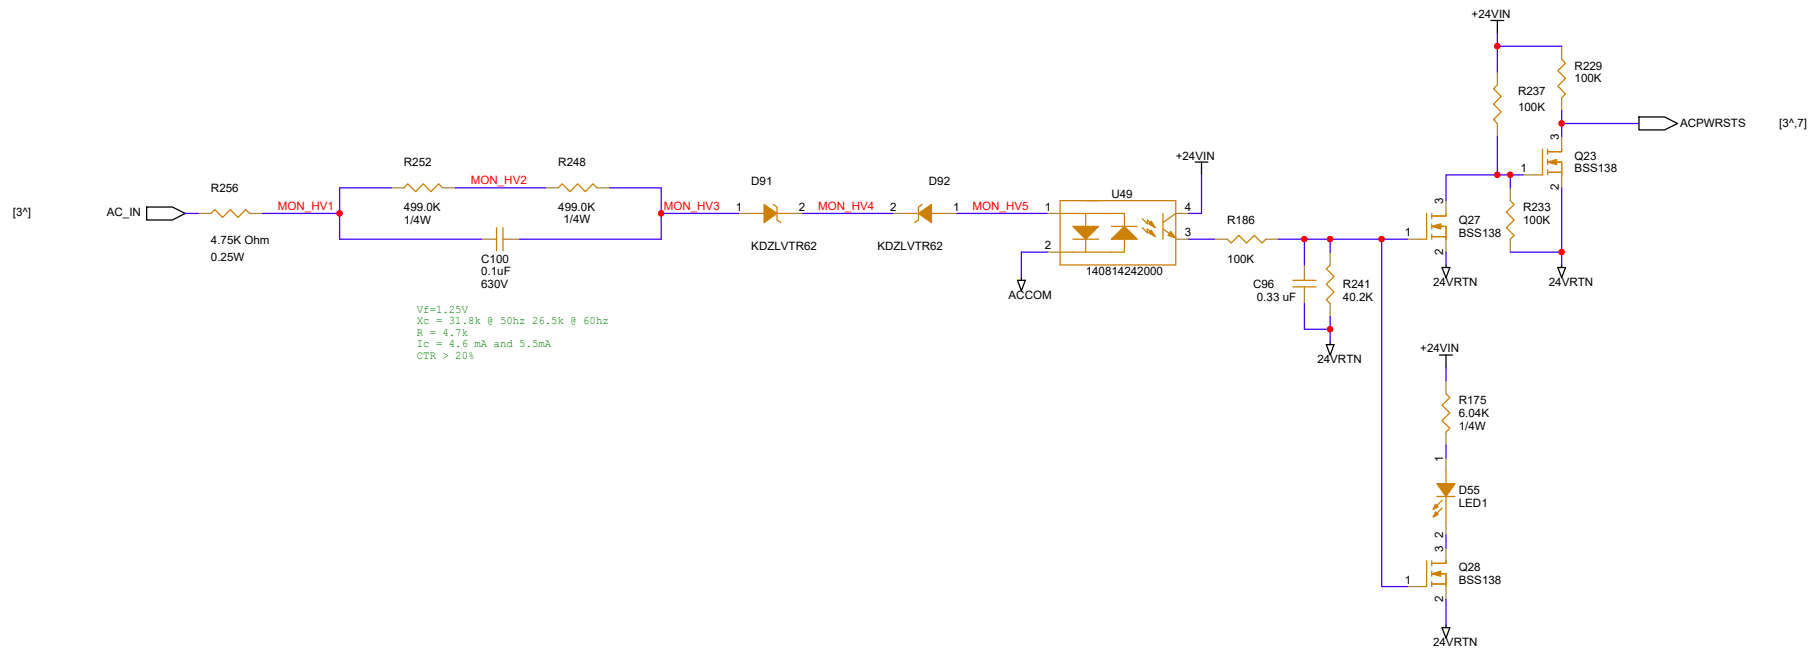 +24VIN
R229
100K
R237
100K
3
ACPWRSTS
[3^,7]
Q23
BSS138
1
2
R233
100K
24VRTN
[3^]
AC_IN
R256
4.75K Ohm
0.25W
MON_HV1
R252
499.0K
1/4W
MON_HV2
R248
499.0K
1/4W
C100
0.1uF
630V
MON_HV3
D91
1
2
KDZLVTR62
MON_HV4
D92
2
1
KDZLVTR62
MON_HV5
U49
1
2
4
3
140814242000
ACCOM
+24VIN
R186
100K
C96
0.33 uF
R241
40.2K
24VRTN
3
1
2
Q27
BSS138
24VRTN
Vf=1.25V
Xc = 31.8k @ 50hz 26.5k @ 60hz
R = 4.7k
Ic = 4.6 mA and 5.5mA
CTR > 20%
+24VIN
R175
6.04K
1/4W
1
D55
LED1
2
3
1
2
Q28
BSS138
24VRTN